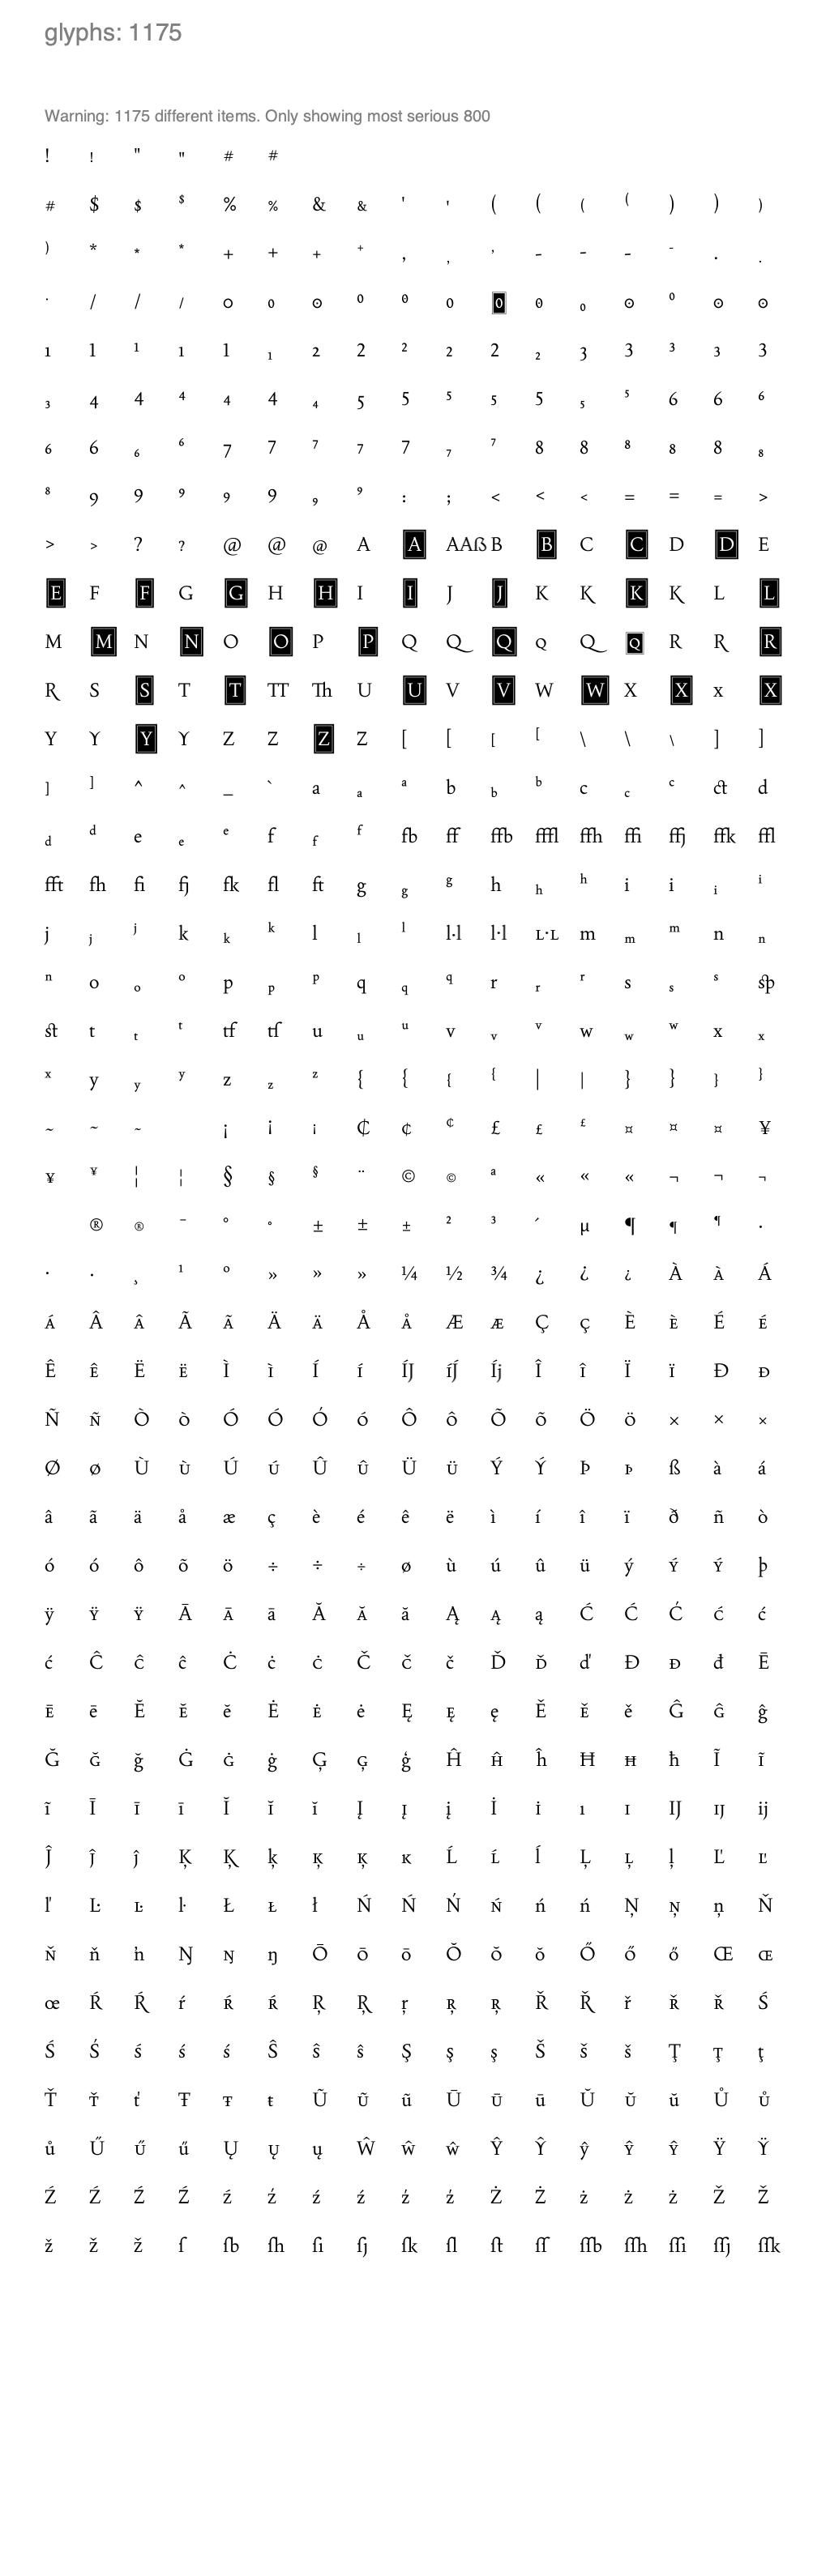 glyphs: 1175
Warning: 1175 different items. Only showing most serious 800
! ! " " # #
# $ $ $ % % & & ' ' ( ( ( ( ) ) )
) * * * + + + + , , , - - - - . .
. / / / 0 0 0 0 0 0 0 0 0 0 0 0 0
1 1 1 1 1 1 2 2 2 2 2 2 3 3 3 3 3
3 4 4 4 4 4 4 5 5 5 5 5 5 5 6 6 6
6 6 6 6 7 7 7 7 7 7 7 8 8 8 8 8 8
8 9 9 9 9 9 9 9 : ; < < < = = = >
> > ? ? @ @ @ A A AAß B B C C D D E
E F F G G H H I I J J K K K K L L
M M N N O O P P Q Q Q Q Q Q R R R
R S S T T TT Th U U V V W W X X x X
Y Y Y Y Z Z Z Z [ [ [ [ \ \ \ ] ]
] ] ^ ^ _ ` a a a b b b c c c ct d
d d e e e f f f fb ff ffb fffl ffh ffi ffj ffk ffl
fft fh fi fj fk fl ft g g g h h h i i i i
j j j k k k l l l l·l l·l L·L m m m n n
n o o o p p p q q q r r r s s s sp
st t t t tf tſ u u u v v v w w w x x
x y y y z z z { { { { | | } } } }
~ ~ ~ ¡ ¡ ¡ ₵ ¢ ¢ £ £ £ ¤ ¤ ¤ ¥
¥ ¥ ¦ ¦ § § § ¨ © © ª « « « ¬ ¬ ¬
® ® ¯ ° ° ± ± ± ² ³ ´ µ ¶ ¶ ¶ ·
· · ¸ ¹ º » » » ¼ ½ ¾ ¿ ¿ ¿ À À Á
Á Â Â Ã Ã Ä Ä Å Å Æ Æ Ç Ç È È É É
Ê Ê Ë Ë Ì Ì Í Í ÍJ́ ÍJ́ Íj Î Î Ï Ï Ð Ð
Ñ Ñ Ò Ò Ó Ó Ó Ó Ô Ô Õ Õ Ö Ö × × ×
Ø Ø Ù Ù Ú Ú Û Û Ü Ü Ý Ý Þ Þ ß à á
â ã ä å æ ç è é ê ë ì í î ï ð ñ ò
ó ó ô õ ö ÷ ÷ ÷ ø ù ú û ü ý Ý Ý þ
ÿ Ÿ Ÿ Ā Ā ā Ă Ă ă Ą Ą ą Ć Ć Ć Ć ć
ć Ĉ Ĉ ĉ Ċ Ċ ċ Č Č č Ď Ď ď Đ Đ đ Ē
Ē ē Ĕ Ĕ ĕ Ė Ė ė Ę Ę ę Ě Ě ě Ĝ Ĝ ĝ
Ğ Ğ ğ Ġ Ġ ġ Ģ Ģ ģ Ĥ Ĥ ĥ Ħ Ħ ħ Ĩ Ĩ
ĩ Ī Ī ī Ĭ Ĭ ĭ Į Į į İ İ ı I IJ IJ ij
Ĵ Ĵ ĵ Ķ Ķ ķ Ķ Ķ ĸ Ĺ Ĺ ĺ Ļ Ļ ļ Ľ Ľ
ľ Ŀ Ŀ ŀ Ł Ł ł Ń Ń Ń Ń ń ń Ņ Ņ ņ Ň
Ň ň ŉ Ŋ Ŋ ŋ Ō Ō ō Ŏ Ŏ ŏ Ő Ő ő Œ Œ
œ Ŕ Ŕ ŕ Ŕ Ŕ Ŗ Ŗ ŗ Ŗ Ŗ Ř Ř ř Ř Ř Ś
Ś Ś Ś ś ś Ŝ Ŝ ŝ Ş Ş ş Š Š š Ţ Ţ ţ
Ť Ť ť Ŧ Ŧ ŧ Ũ Ũ ũ Ū Ū ū Ŭ Ŭ ŭ Ů Ů
ů Ű Ű ű Ų Ų ų Ŵ Ŵ ŵ Ŷ Ŷ ŷ Ŷ Ŷ Ÿ Ÿ
Ź Ź Ź Ź ź ź Ź Ź Ź Ź Ż Ż ż Ż Ż Ž Ž
ž Ž Ž ſ ſb ſh ſi ſj ſk ſl ſt ſſ ſſb ſſh ſſi ſſj ſſk